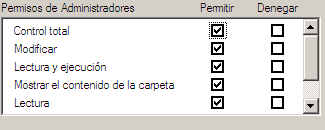 Permisos de Administradores Permitir Denegar
Control total
Modificar
Lectura y ejecución
Mostrar el contenido de la carpeta
Lectura